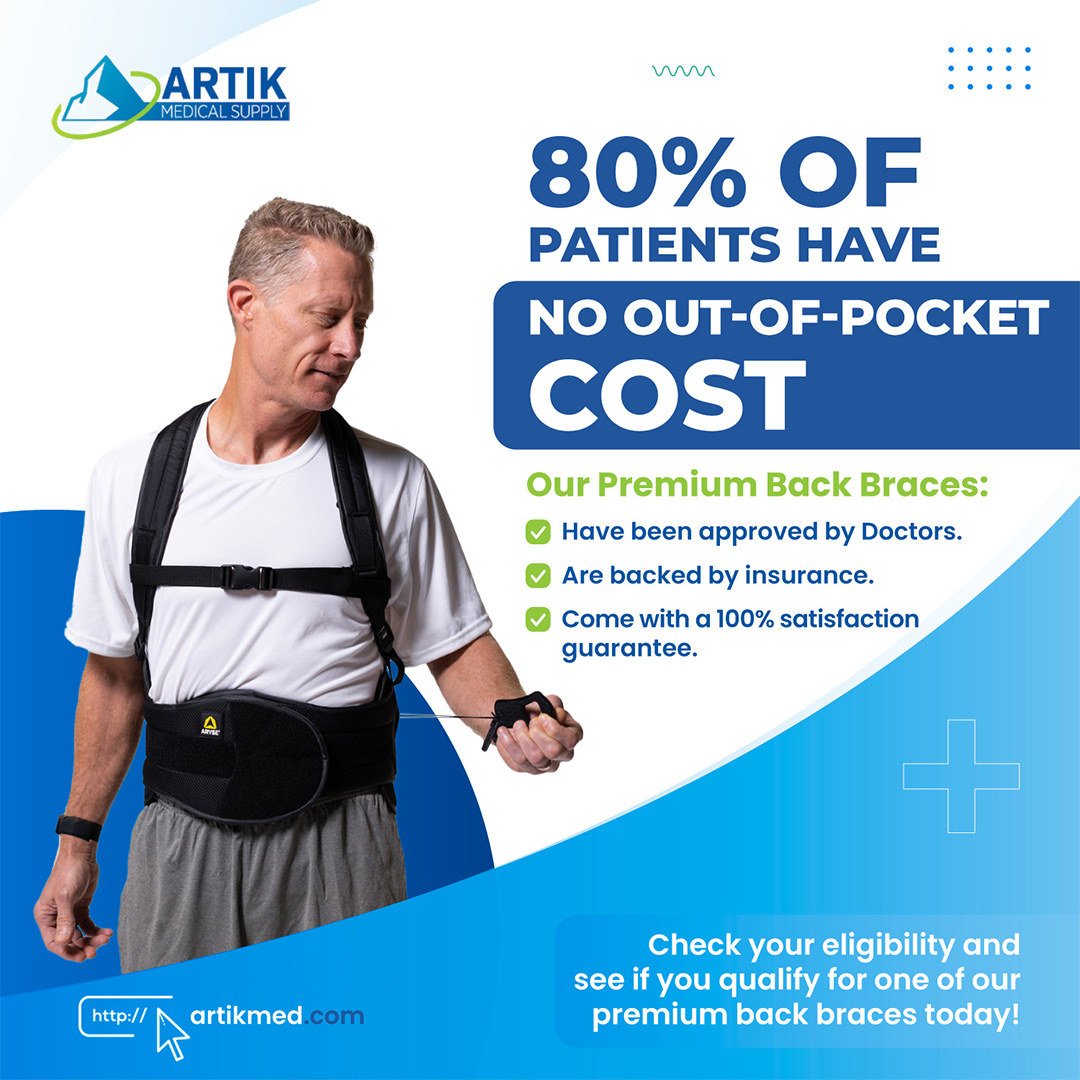 ARTIK
MEDICAL SUPPLY
80% OF
PATIENTS HAVE
NO OUT-OF-POCKET
COST
Our Premium Back Braces:
Have been approved by Doctors.
Are backed by insurance.
Come with a 100% satisfaction
guarantee.
ARYSE
Check your eligibility and
see if you qualify for one of our
premium back braces today!
http://
artikmed.com